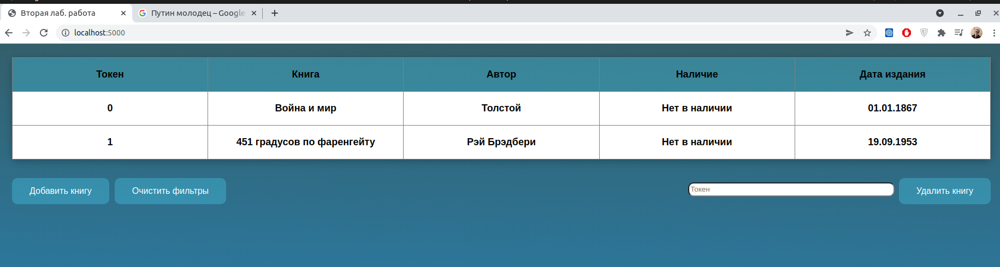 Вторая лаб. работа
Путин молодец – Google
localhost:5000
Токен Книга Автор Наличие Дата издания
0 Война и мир Толстой Нет в наличии 01.01.1867
1 451 градусов по фаренгейту Рэй Брэдбери Нет в наличии 19.09.1953
Добавить книгу Очистить фильтры Токен Удалить книгу